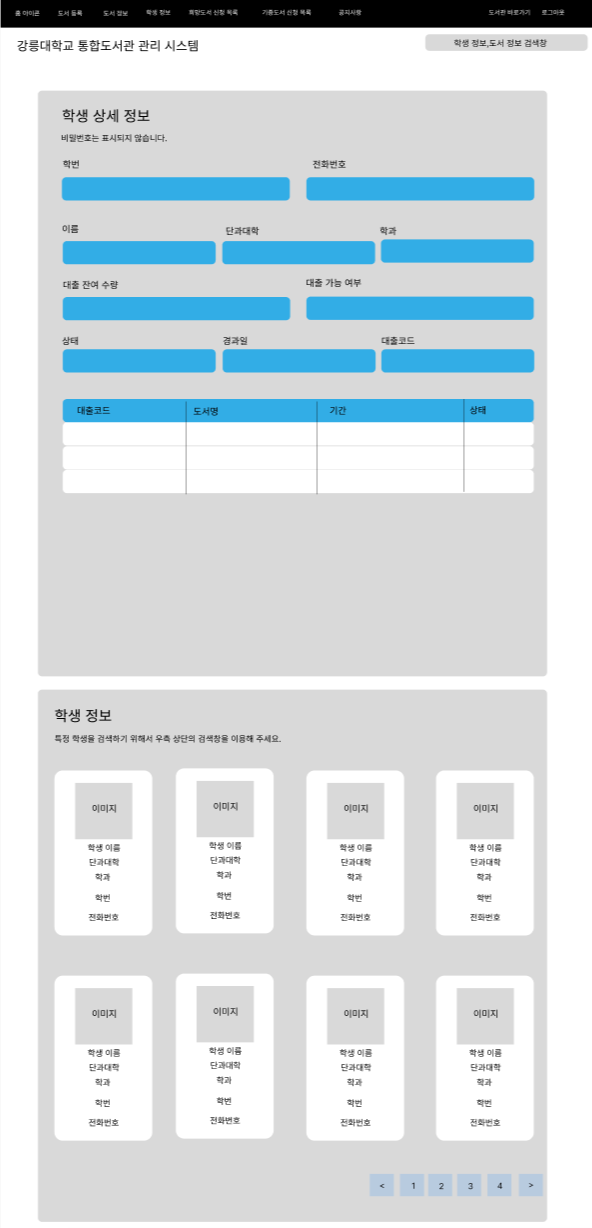 홈 아이콘 도서 등록 도서 정보 학생 정보 희망도서 신청 목록 기증도서 신청 목록 공지사항 도서관 바로가기 로그아웃
강릉대학교 통합도서관 관리 시스템 학생 정보,도서 정보 검색창
학생 상세 정보
비밀번호는 표시되지 않습니다.
학번 전화번호
이름 단과대학 학과
대출 잔여 수량 대출 가능 여부
상태 경과일 대출코드
대출코드 도서명 기간 상태
학생 정보
특정 학생을 검색하기 위해서 우측 상단의 검색창을 이용해 주세요.
이미지 이미지 이미지 이미지
학생 이름 학생 이름 학생 이름 학생 이름
단과대학 단과대학 단과대학 단과대학
학과 학과 학과 학과
학번 학번 학번 학번
전화번호 전화번호 전화번호 전화번호
이미지 이미지 이미지 이미지
학생 이름 학생 이름 학생 이름 학생 이름
단과대학 단과대학 단과대학 단과대학
학과 학과 학과 학과
학번 학번 학번 학번
전화번호 전화번호 전화번호 전화번호
< 1 2 3 4 >